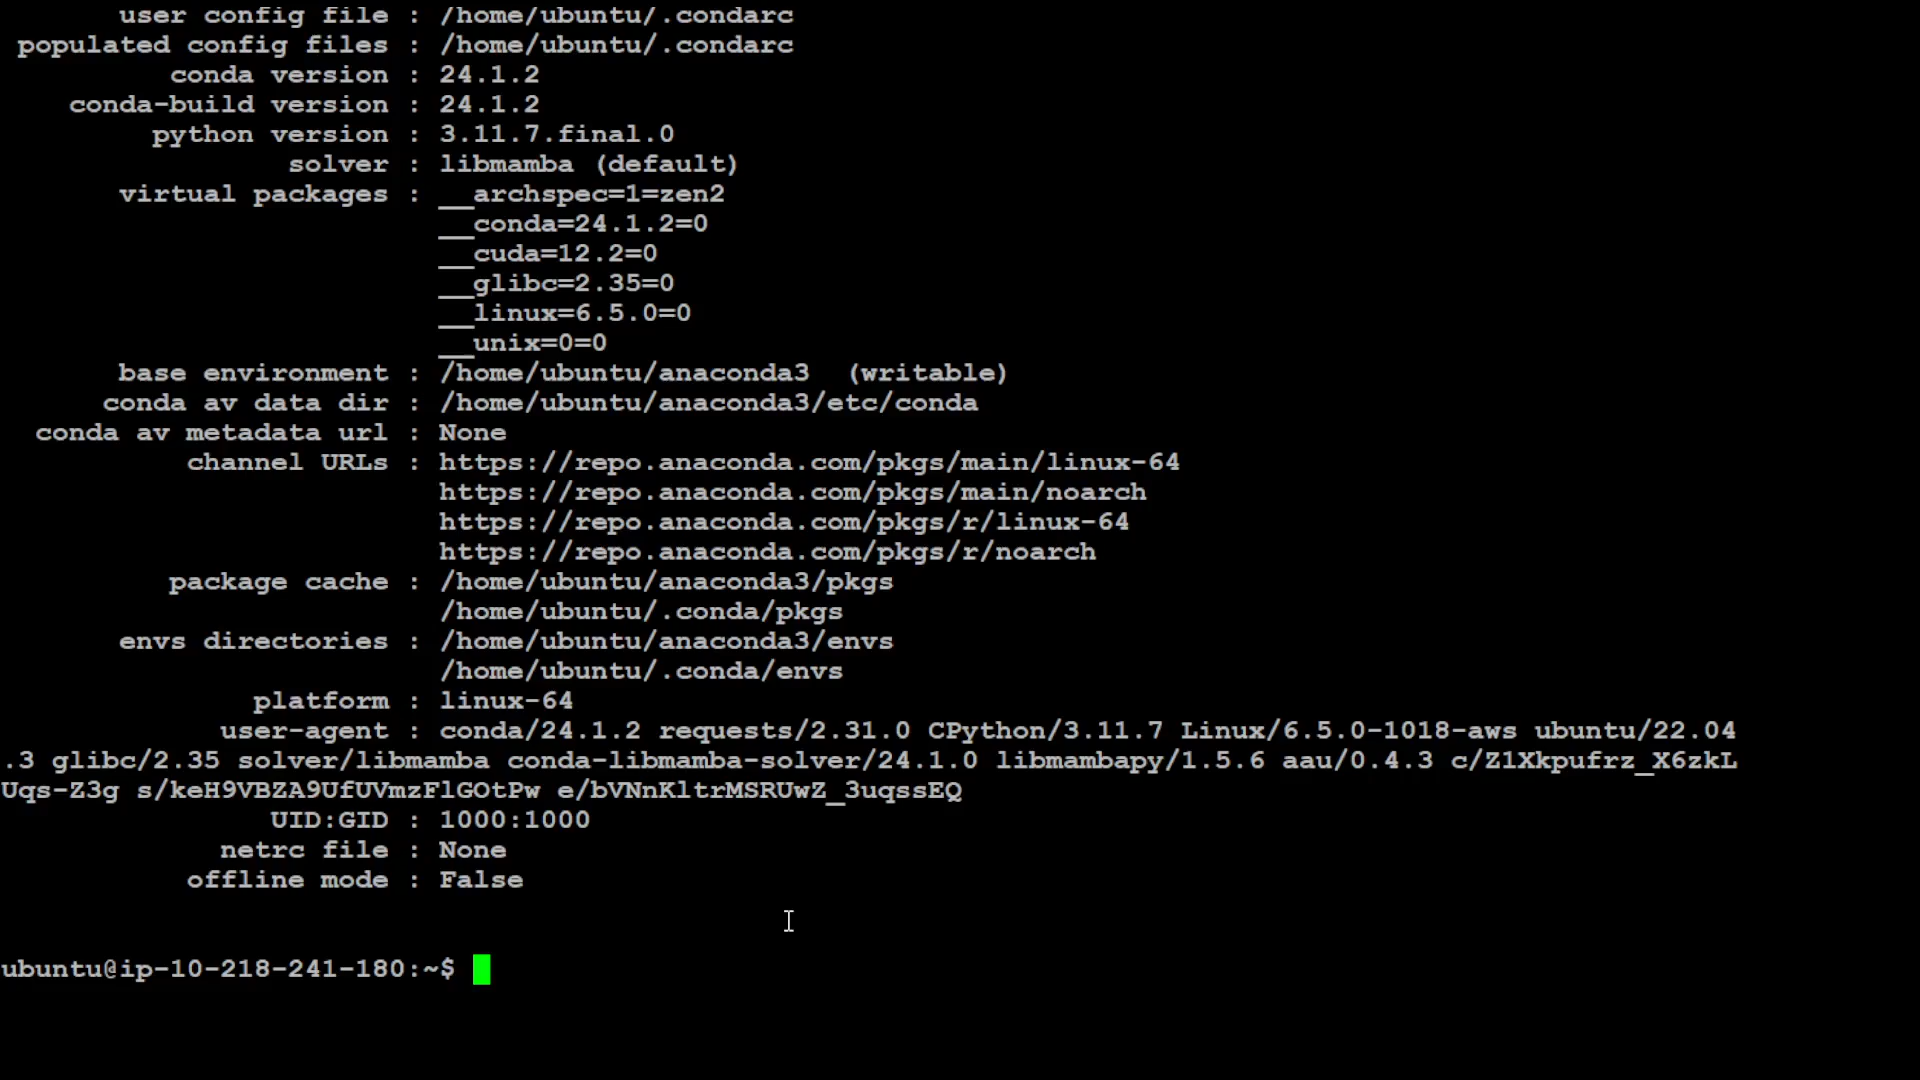 user config file : /home/ubuntu/.condarc
populated config files : /home/ubuntu/.condarc
conda version : 24.1.2
conda-build version : 24.1.2
python version : 3.11.7.final.0
solver : libmamba (default)
virtual packages : __archspec=1=zen2
__conda=24.1.2=0
__cuda=12.2=0
__glibc=2.35=0
__linux=6.5.0=0
__unix=0=0
base environment : /home/ubuntu/anaconda3  (writable)
conda av data dir : /home/ubuntu/anaconda3/etc/conda
conda av metadata url : None
channel URLs : https://repo.anaconda.com/pkgs/main/linux-64
https://repo.anaconda.com/pkgs/main/noarch
https://repo.anaconda.com/pkgs/r/linux-64
https://repo.anaconda.com/pkgs/r/noarch
package cache : /home/ubuntu/anaconda3/pkgs
/home/ubuntu/.conda/pkgs
envs directories : /home/ubuntu/anaconda3/envs
/home/ubuntu/.conda/envs
platform : linux-64
user-agent : conda/24.1.2 requests/2.31.0 CPython/3.11.7 Linux/6.5.0-1018-aws ubuntu/22.04
.3 glibc/2.35 solver/libmamba conda-libmamba-solver/24.1.0 libmambapy/1.5.6 aau/0.4.3 c/Z1Xkpufrz_X6zkL
Uqs-Z3g s/keH9VBZA9UfUVmzFlGOtPw e/bVNnKltrMSRUwZ_3uqssEQ
UID:GID : 1000:1000
netrc file : None
offline mode : False
ubuntu@ip-10-218-241-180:~$